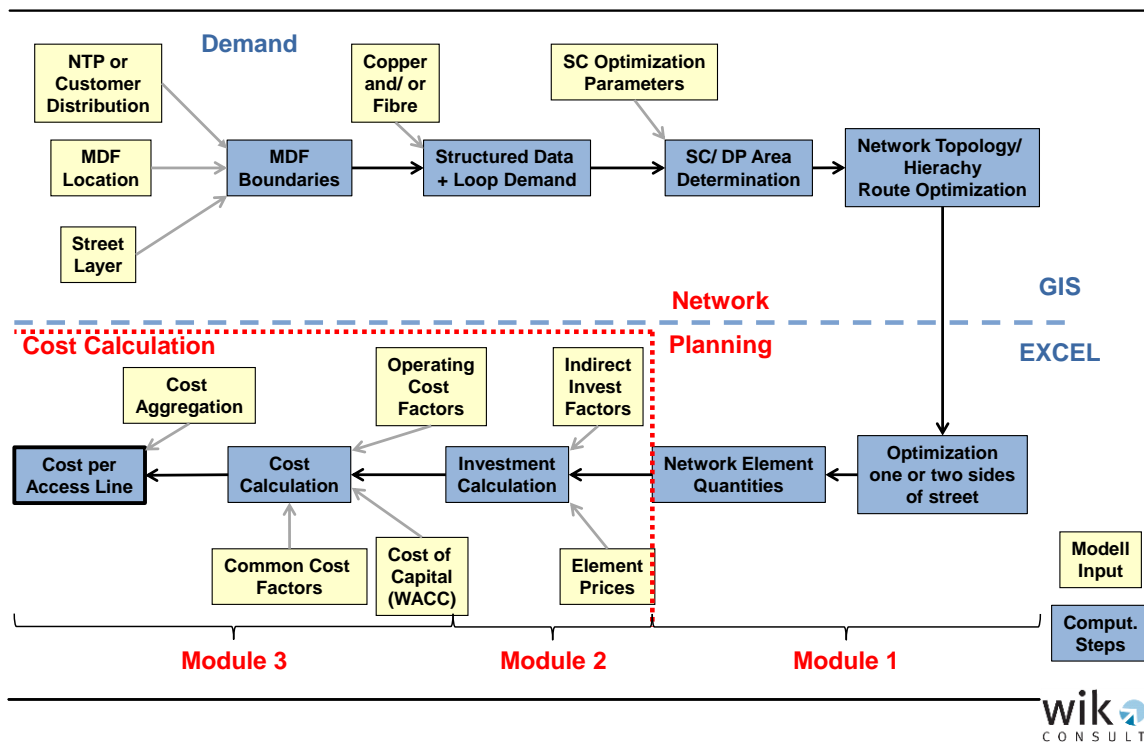 Demand
NTP or
Customer
Distribution
Copper
and/ or
Fibre
SC Optimization
Parameters
MDF
Location
MDF
Boundaries
Structured Data
+ Loop Demand
SC/ DP Area
Determination
Network Topology/
Hierachy
Route Optimization
Street
Layer
Network
GIS
Cost Calculation
Planning
EXCEL
Cost
Aggregation
Operating
Cost
Factors
Indirect
Invest
Factors
Cost per
Access Line
Cost
Calculation
Investment
Calculation
Network Element
Quantities
Optimization
one or two sides
of street
Common Cost
Factors
Cost of
Capital
(WACC)
Element
Prices
Modell
Input
Comput.
Steps
Module 3
Module 2
Module 1
wik
CONSULT